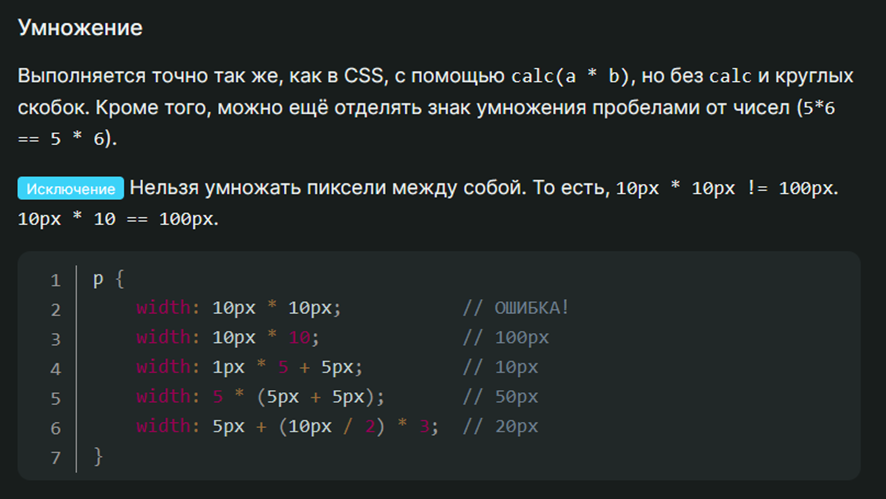 Умножение
Выполняется точно так же, как в CSS, с помощью calc(a * b), но без calc и круглых
скобок. Кроме того, можно ещё отделять знак умножения пробелами от чисел (5*6
== 5 * 6).
Исключение Нельзя умножать пиксели между собой. То есть, 10px * 10px != 100px.
10px * 10 == 100px.
1 p {
2 width: 10px * 10px; // ОШИБКА!
3 width: 10px * 10; // 100px
4 width: 1px * 5 + 5px; // 10px
5 width: 5 * (5px + 5px); // 50px
6 width: 5px + (10px / 2) * 3; // 20px
7 }